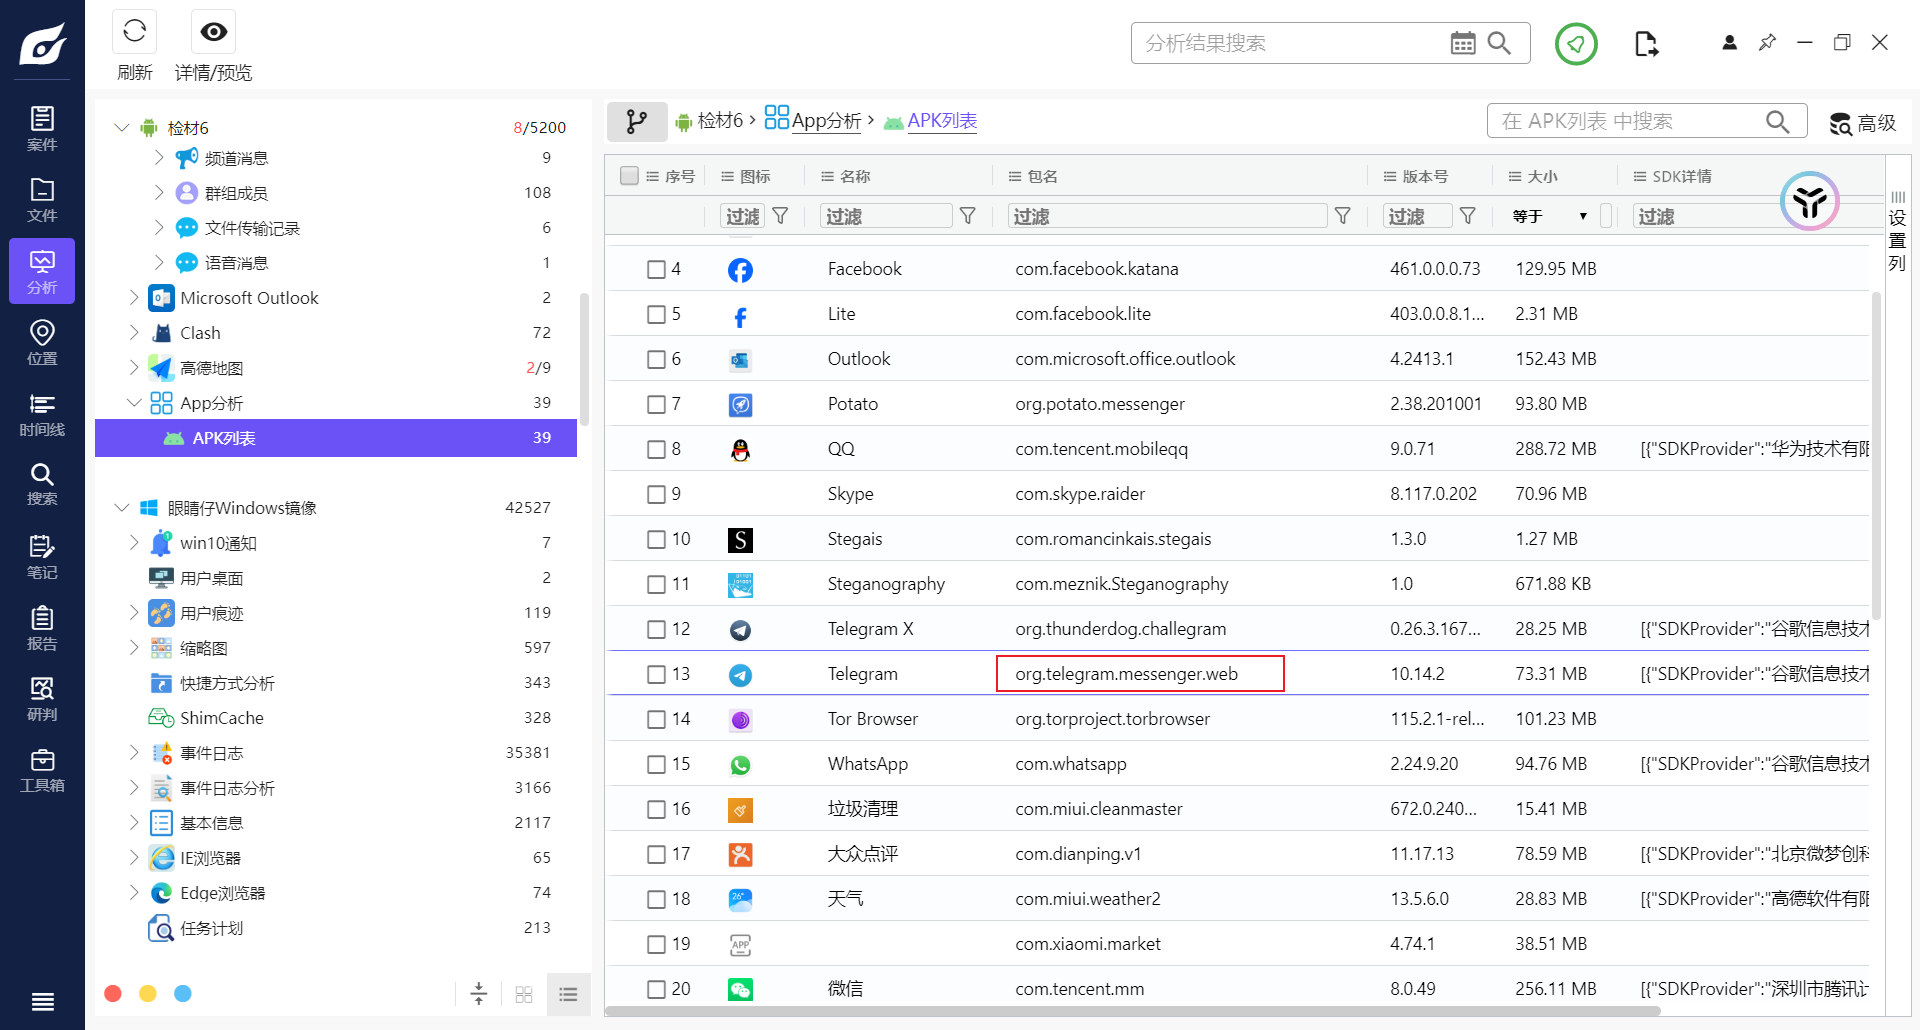 刷新
详情/预览
分析结果搜索
案件
文件
分析
位置
时间线
搜索
笔记
报告
研判
工具箱
检材6 8/5200
频道消息 9
群组成员 108
文件传输记录 6
语音消息 1
Microsoft Outlook 2
Clash 72
高德地图 2/9
App分析 39
APK列表 39
眼睛仔Windows镜像 42527
win10通知 7
用户桌面 2
用户痕迹 119
缩略图 597
快捷方式分析 343
ShimCache 328
事件日志 35381
事件日志分析 3166
基本信息 2117
IE浏览器 65
Edge浏览器 74
任务计划 213
检材6 > App分析 > APK列表
在 APK列表 中搜索
高级
序号 图标 名称 包名 版本号 大小 SDK详情
过滤 过滤 过滤 过滤 等于 过滤
设置列
4 Facebook com.facebook.katana 461.0.0.0.73 129.95 MB
5 Lite com.facebook.lite 403.0.0.8.1... 2.31 MB
6 Outlook com.microsoft.office.outlook 4.2413.1 152.43 MB
7 Potato org.potato.messenger 2.38.201001 93.80 MB
8 QQ com.tencent.mobileqq 9.0.71 288.72 MB [{"SDKProvider":"华为技术有限
9 Skype com.skype.raider 8.117.0.202 70.96 MB
10 Stegais com.romancinkais.stegais 1.3.0 1.27 MB
11 Steganography com.meznik.Steganography 1.0 671.88 KB
12 Telegram X org.thunderdog.challegram 0.26.3.167... 28.25 MB [{"SDKProvider":"谷歌信息技术
13 Telegram org.telegram.messenger.web 10.14.2 73.31 MB [{"SDKProvider":"谷歌信息技术
14 Tor Browser org.torproject.torbrowser 115.2.1-rel... 101.23 MB
15 WhatsApp com.whatsapp 2.24.9.20 94.76 MB [{"SDKProvider":"谷歌信息技术
16 垃圾清理 com.miui.cleanmaster 672.0.240... 15.41 MB
17 大众点评 com.dianping.v1 11.17.13 78.59 MB [{"SDKProvider":"北京微梦创科
18 天气 com.miui.weather2 13.5.6.0 28.83 MB [{"SDKProvider":"高德软件有限
19 APP com.xiaomi.market 4.74.1 38.51 MB
20 微信 com.tencent.mm 8.0.49 256.11 MB [{"SDKProvider":"深圳市腾讯计